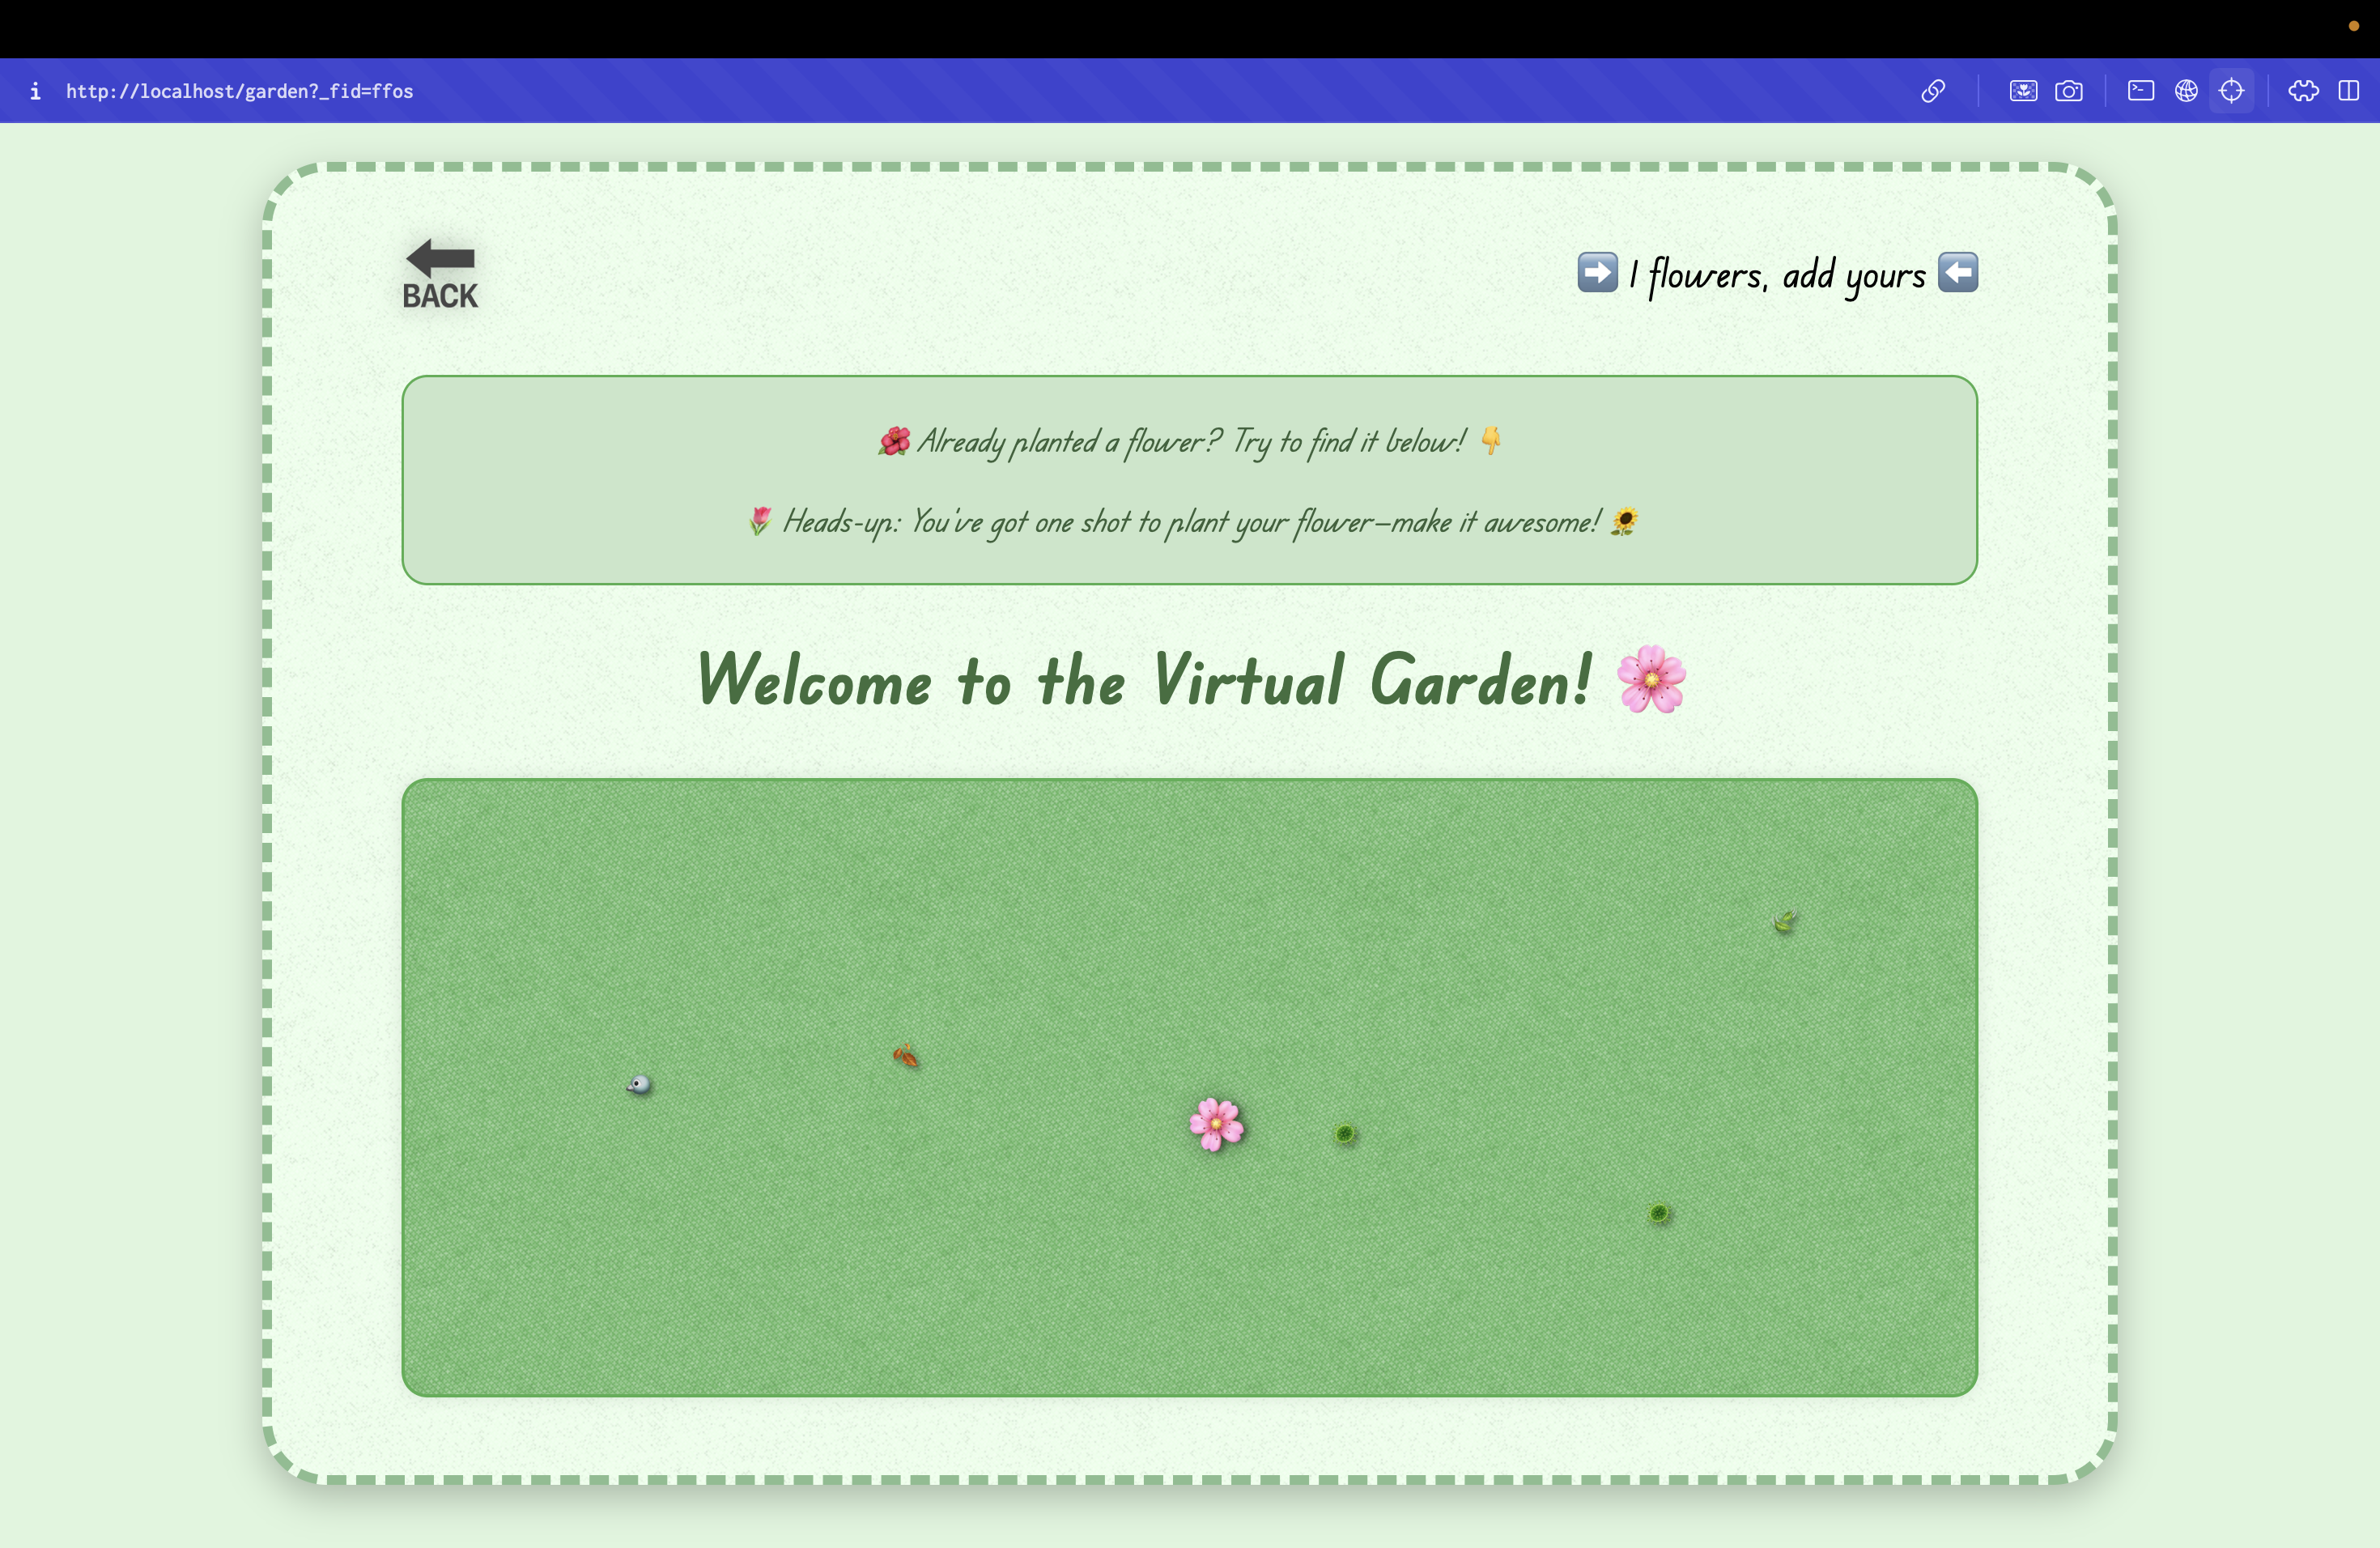 http://localhost/garden?_fid=ffos
BACK
➡️ 1 flowers, add yours ⬅️
🌺 Already planted a flower? Try to find it below! 👇
🌷 Heads-up: You've got one shot to plant your flower—make it awesome! 🌻
Welcome to the Virtual Garden! 🌸